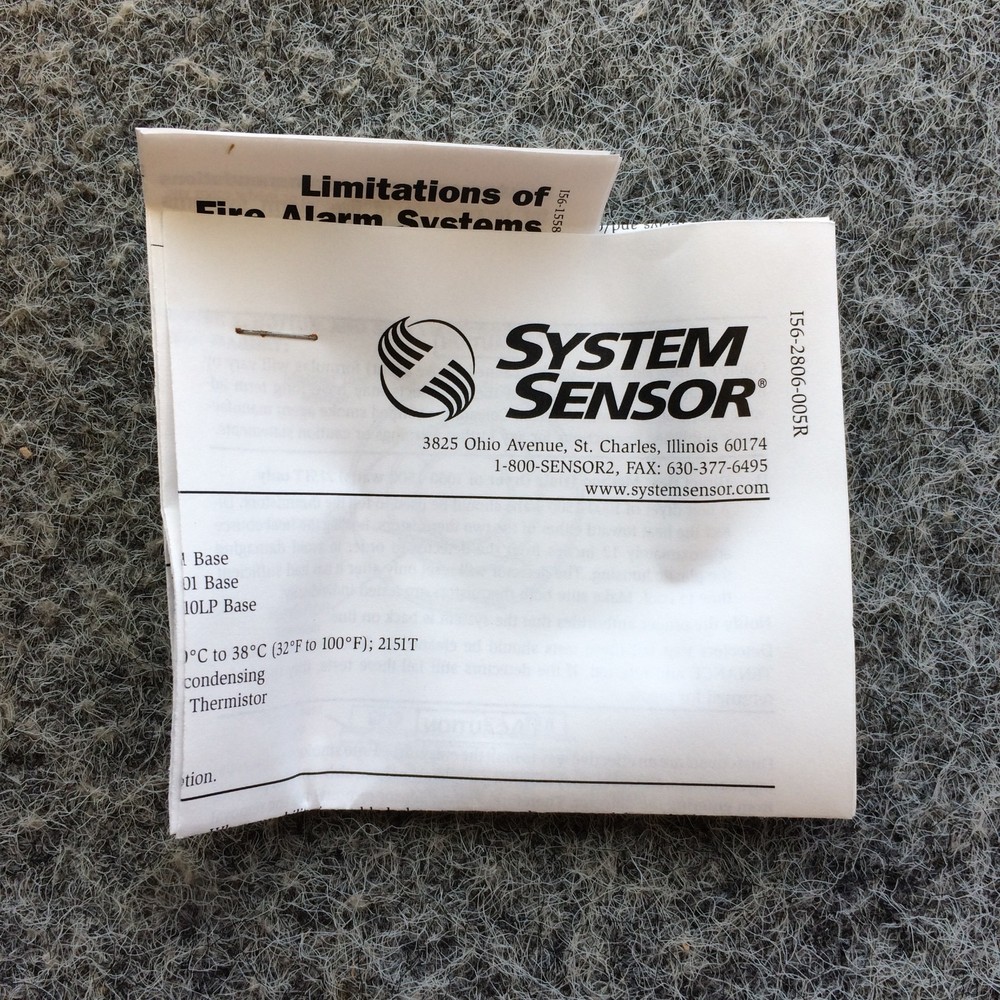 Limitations of
Fire Alarm Systems
I56-1558
SYSTEM
SENSOR®
I56-2806-005R
3825 Ohio Avenue, St. Charles, Illinois 60174
1-800-SENSOR2, FAX: 630-377-6495
www.systemsensor.com
Base
01 Base
10LP Base
°C to 38°C (32°F to 100°F); 2151T
condensing
Thermistor
tion.